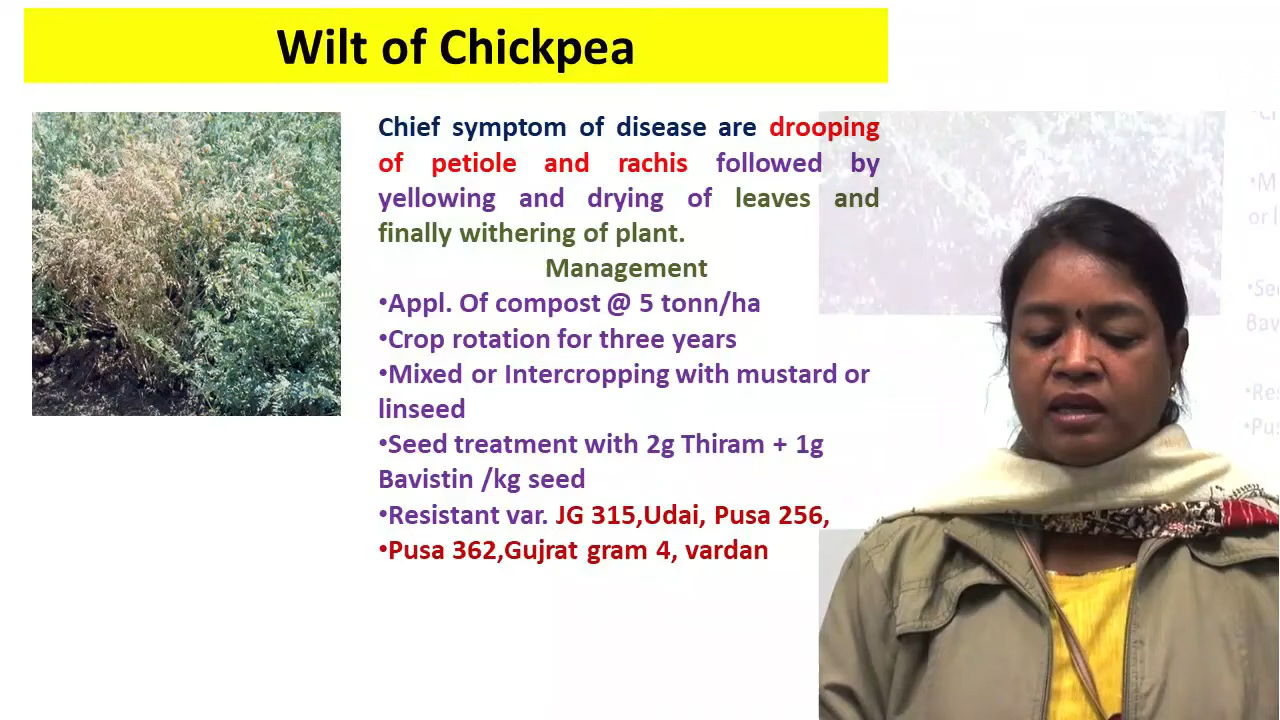 Wilt of Chickpea
Chief symptom of disease are drooping
of petiole and rachis followed by
yellowing and drying of leaves and
finally withering of plant.
Management
•Appl. Of compost @ 5 tonn/ha
•Crop rotation for three years
•Mixed or Intercropping with mustard or
linseed
•Seed treatment with 2g Thiram + 1g
Bavistin /kg seed
•Resistant var. JG 315,Udai, Pusa 256,
•Pusa 362,Gujrat gram 4, vardan